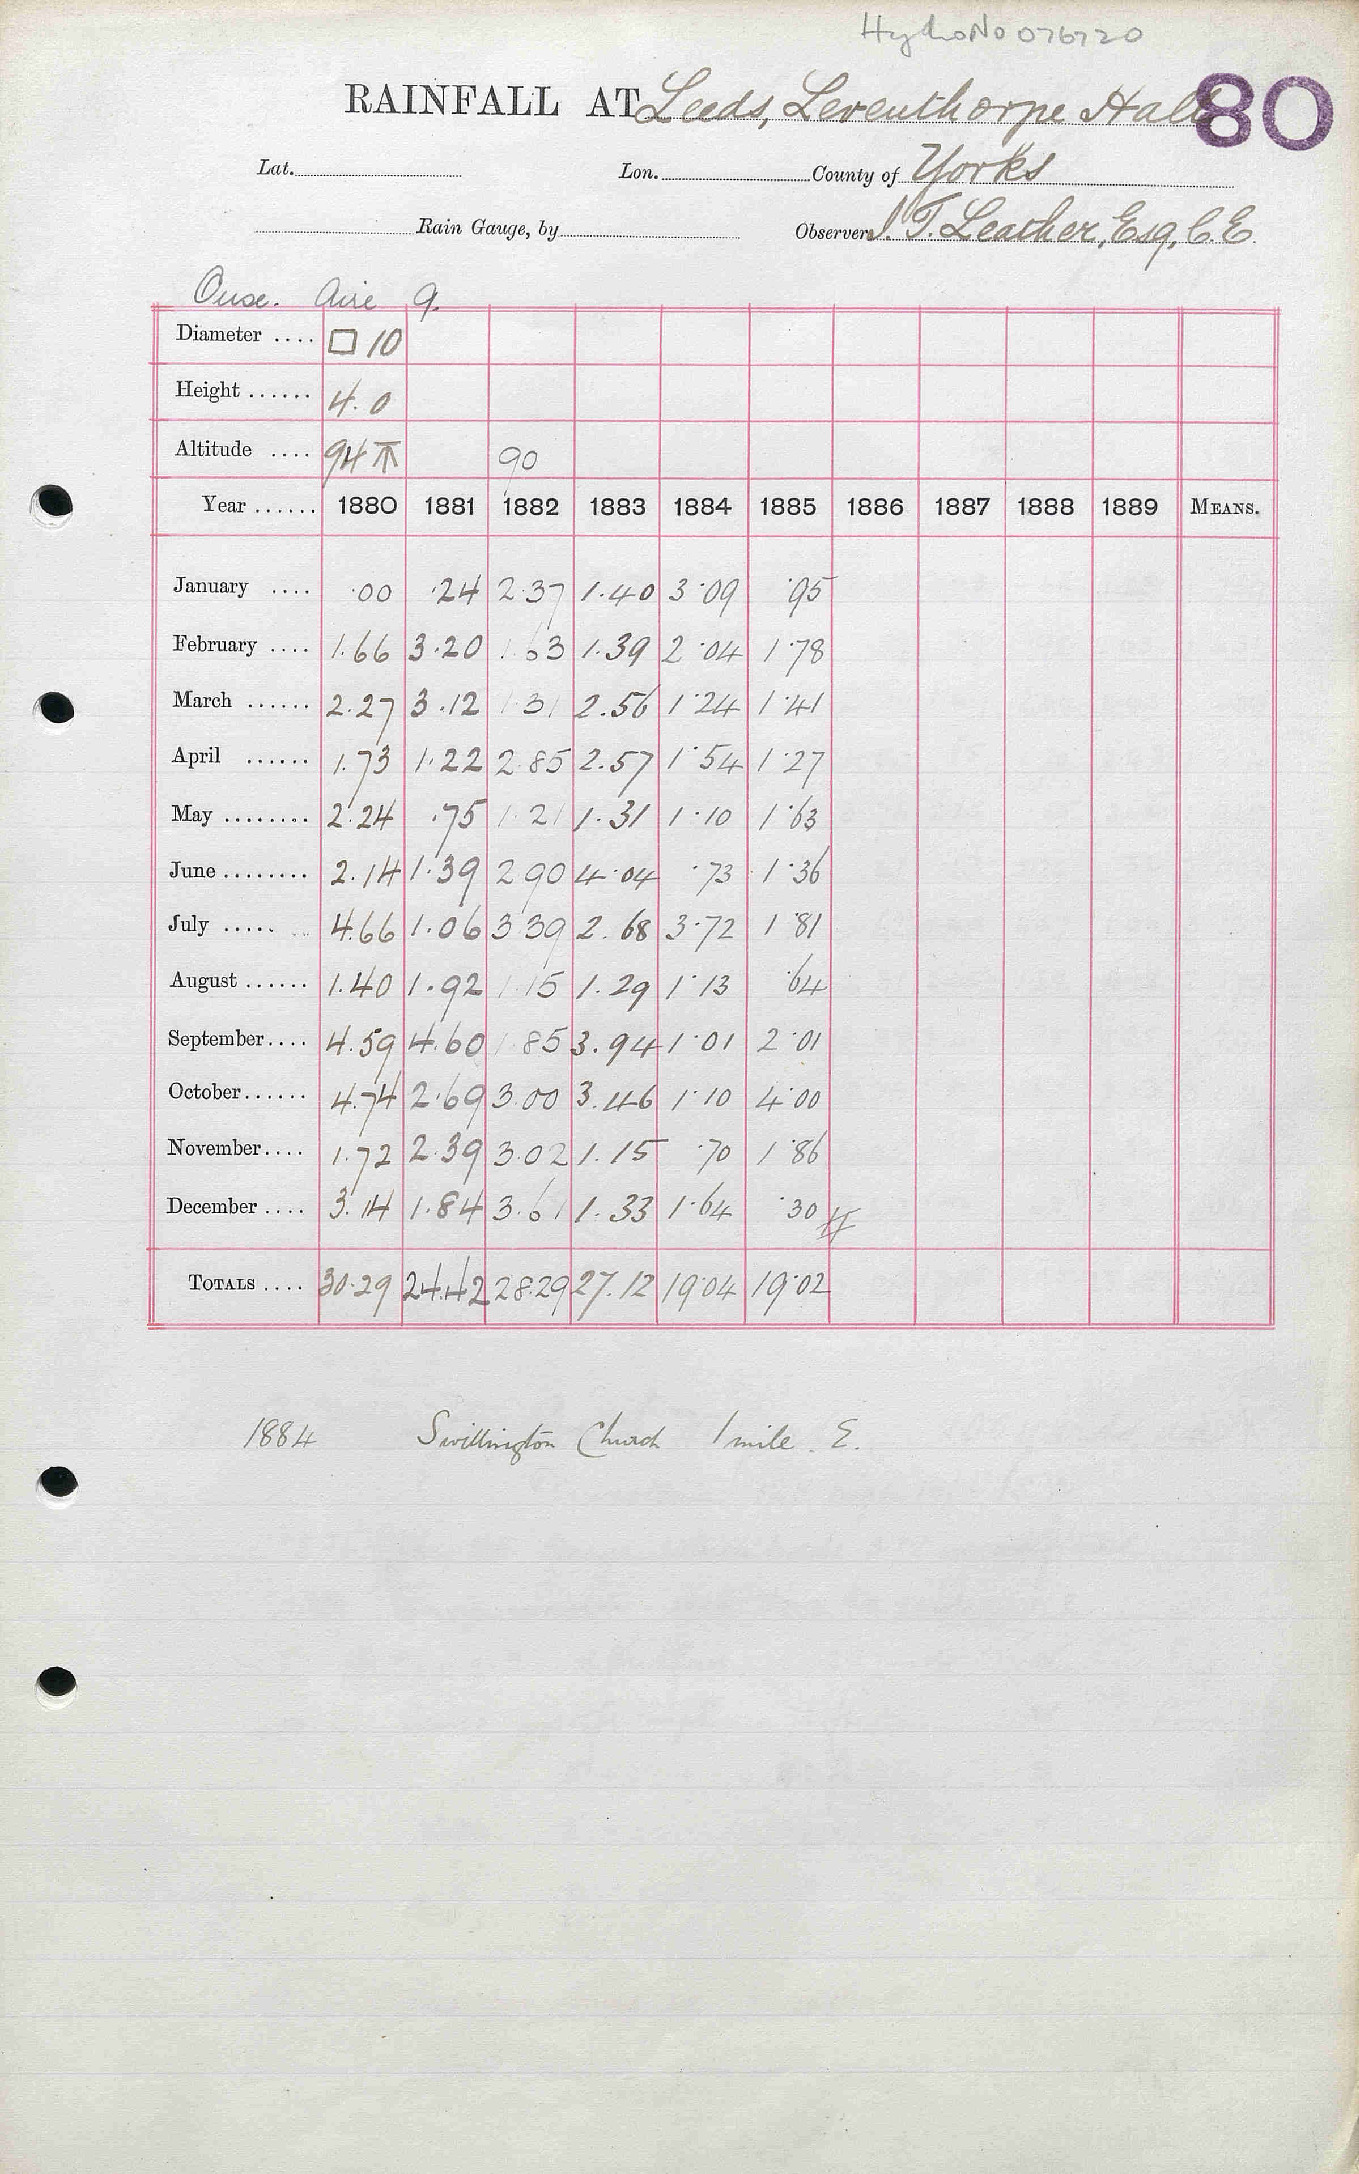 Hydro No 076720
RAINFALL AT Leeds, Leventhorpe Hall 80
Lat. Lon. County of Yorks
Rain Gauge, by Observer J. T. Leather, Esq, C.E.
Ouse. Aire 9.
Diameter .... □ 10
Height ...... 4.0
Altitude .... 94 90
Year ...... 1880 1881 1882 1883 1884 1885 1886 1887 1888 1889 MEANS.
January .... .00 .24 2.37 1.40 3.09 .95
February .... 1.66 3.20 1.63 1.39 2.04 1.78
March ...... 2.27 3.12 1.31 2.56 1.24 1.41
April ...... 1.73 1.22 2.85 2.57 1.54 1.27
May ........ 2.24 .75 1.21 1.31 1.10 1.63
June ........ 2.14 1.39 2.90 4.04 .73 1.36
July ..... .. 4.66 1.06 3.39 2.68 3.72 1.81
August ...... 1.40 1.92 1.15 1.29 1.13 .64
September.... 4.59 4.60 1.85 3.94 1.01 2.01
October...... 4.74 2.69 3.00 3.46 1.10 4.00
November.... 1.72 2.39 3.02 1.15 .70 1.86
December .... 3.14 1.84 3.61 1.33 1.64 .30
TOTALS .... 30.29 24.42 28.29 27.12 19.04 19.02
1884 Swillington Church 1 mile E.